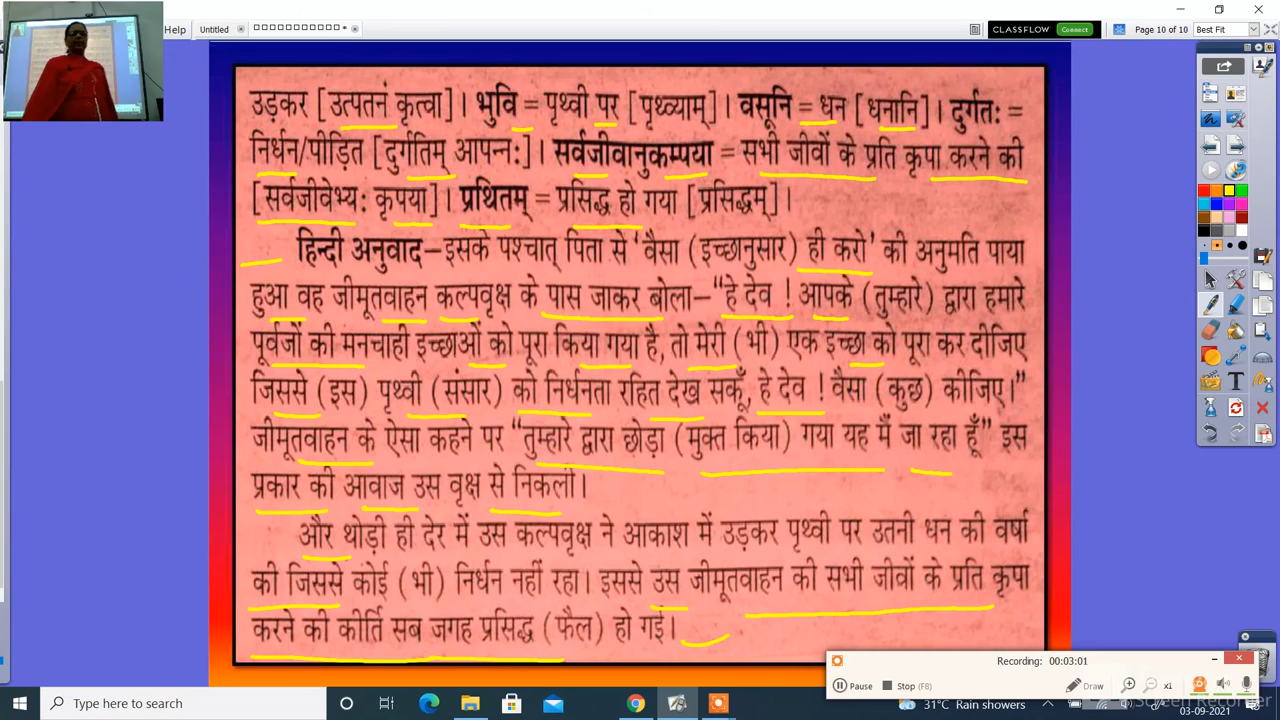 Help
Untitled
CLASSFLOW Connect
Page 10 of 10
Best Fit
उड़कर [उत्पतनं कृत्वा]। भुवि = पृथ्वी पर [पृथ्व्याम्]। वसूनि = धन [धनानि]। दुर्गतः =
निर्धन/पीड़ित [दुर्गतिम् आपन्नः]। सर्वजीवानुकम्पया = सभी जीवों के प्रति कृपा करने की
[सर्वजीवेभ्यः कृपया]। प्रथितम् = प्रसिद्ध हो गया [प्रसिद्धम्]।
हिन्दी अनुवाद–इसके पश्चात् पिता से ‘वैसा (इच्छानुसार) ही करो’ की अनुमति पाया
हुआ वह जीमूतवाहन कल्पवृक्ष के पास जाकर बोला–“हे देव ! आपके (तुम्हारे) द्वारा हमारे
पूर्वजों की मनचाही इच्छाओं को पूरा किया गया है, तो मेरी (भी) एक इच्छा को पूरा कर दीजिए
जिससे (इस) पृथ्वी (संसार) को निर्धनता रहित देख सकूँ, हे देव ! वैसा (कुछ) कीजिए।”
जीमूतवाहन के ऐसा कहने पर “तुम्हारे द्वारा छोड़ा (मुक्त किया) गया यह मैं जा रहा हूँ” इस
प्रकार की आवाज उस वृक्ष से निकली।
और थोड़ी ही देर में उस कल्पवृक्ष ने आकाश में उड़कर पृथ्वी पर उतनी धन की वर्षा
की जिससे कोई (भी) निर्धन नहीं रहा। इससे उस जीमूतवाहन की सभी जीवों के प्रति कृपा
करने की कीर्ति सब जगह प्रसिद्ध (फैल) हो गई।
Recording: 00:03:01
Pause
Stop (F8)
Draw
x1
Screen Recorder
Type here to search
31°C Rain showers
03-09-2021